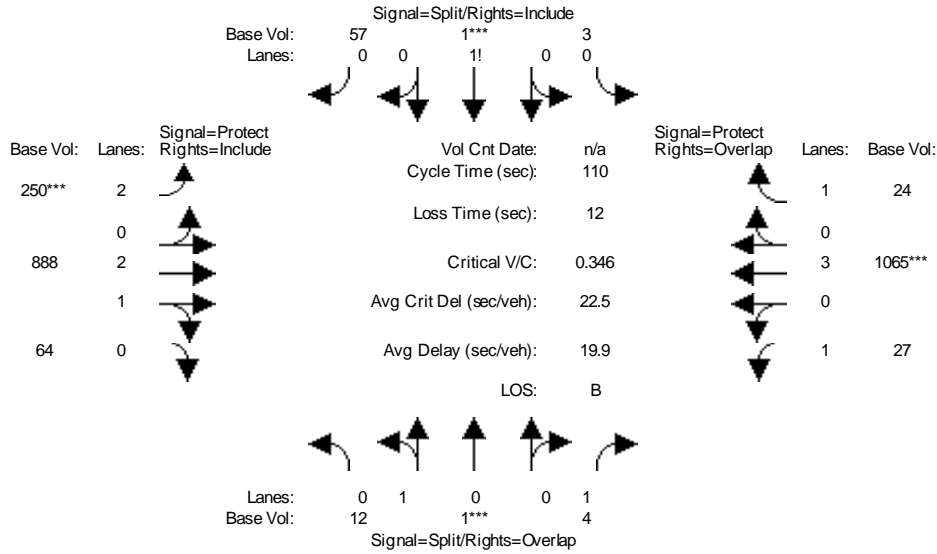 Signal=Split/Rights=Include
Base Vol: 57 1*** 3
Lanes: 0 0 1! 0 0
Signal=Protect
Base Vol: Lanes: Rights=Include
Vol Cnt Date: n/a
Signal=Protect
Rights=Overlap Lanes: Base Vol:
Cycle Time (sec): 110
250*** 2
1 24
Loss Time (sec): 12
0
0
888 2
Critical V/C: 0.346
3 1065***
1
Avg Crit Del (sec/veh): 22.5
0
64 0
Avg Delay (sec/veh): 19.9
1 27
LOS: B
Lanes: 0 1 0 0 1
Base Vol: 12 1*** 4
Signal=Split/Rights=Overlap